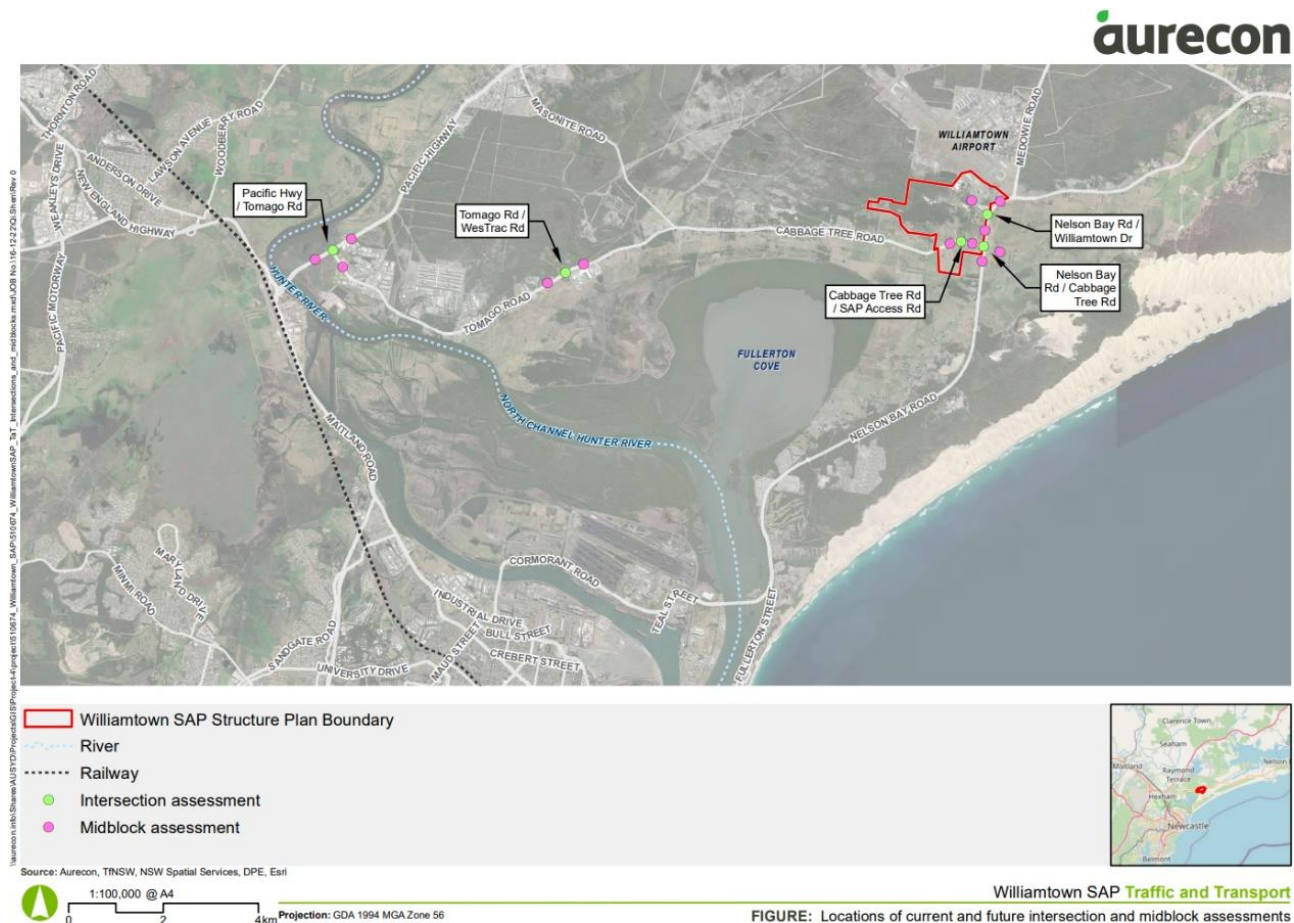 aurecon
THORNTON ROAD
WEAKLEYS DRIVE
ANDERSON DRIVE
LAWSON AVENUE
WOODBERRY ROAD
NEW ENGLAND HIGHWAY
PACIFIC MOTORWAY
PACIFIC HIGHWAY
MASONITE ROAD
WILLIAMTOWN
AIRPORT
MEDOWIE ROAD
Pacific Hwy
/ Tomago Rd
Tomago Rd /
WesTrac Rd
CABBAGE TREE ROAD
Nelson Bay Rd /
Williamtown Dr
Nelson Bay
Rd / Cabbage
Tree Rd
Cabbage Tree Rd
/ SAP Access Rd
HUNTER RIVER
TOMAGO ROAD
FULLERTON
COVE
NORTH CHANNEL HUNTER RIVER
NELSON BAY ROAD
MAITLAND ROAD
CORMORANT ROAD
TEAL STREET
FULLERTON STREET
MARYLAND DRIVE
MINMI ROAD
SANDGATE ROAD
INDUSTRIAL DRIVE
BULL STREET
MAUD STREET
CREBERT STREET
UNIVERSITY DRIVE
Williamtown SAP Structure Plan Boundary
River
Railway
Intersection assessment
Midblock assessment
Clarence Town
Seaham
Maitland
Raymond
Terrace
Nelson
Hexham
Newcastle
Belmont
Source: Aurecon, TfNSW, NSW Spatial Services, DPE, Esri
1:100,000 @ A4
0 2 4km
Projection: GDA 1994 MGA Zone 56
Williamtown SAP Traffic and Transport
FIGURE: Locations of current and future intersection and midblock assessments